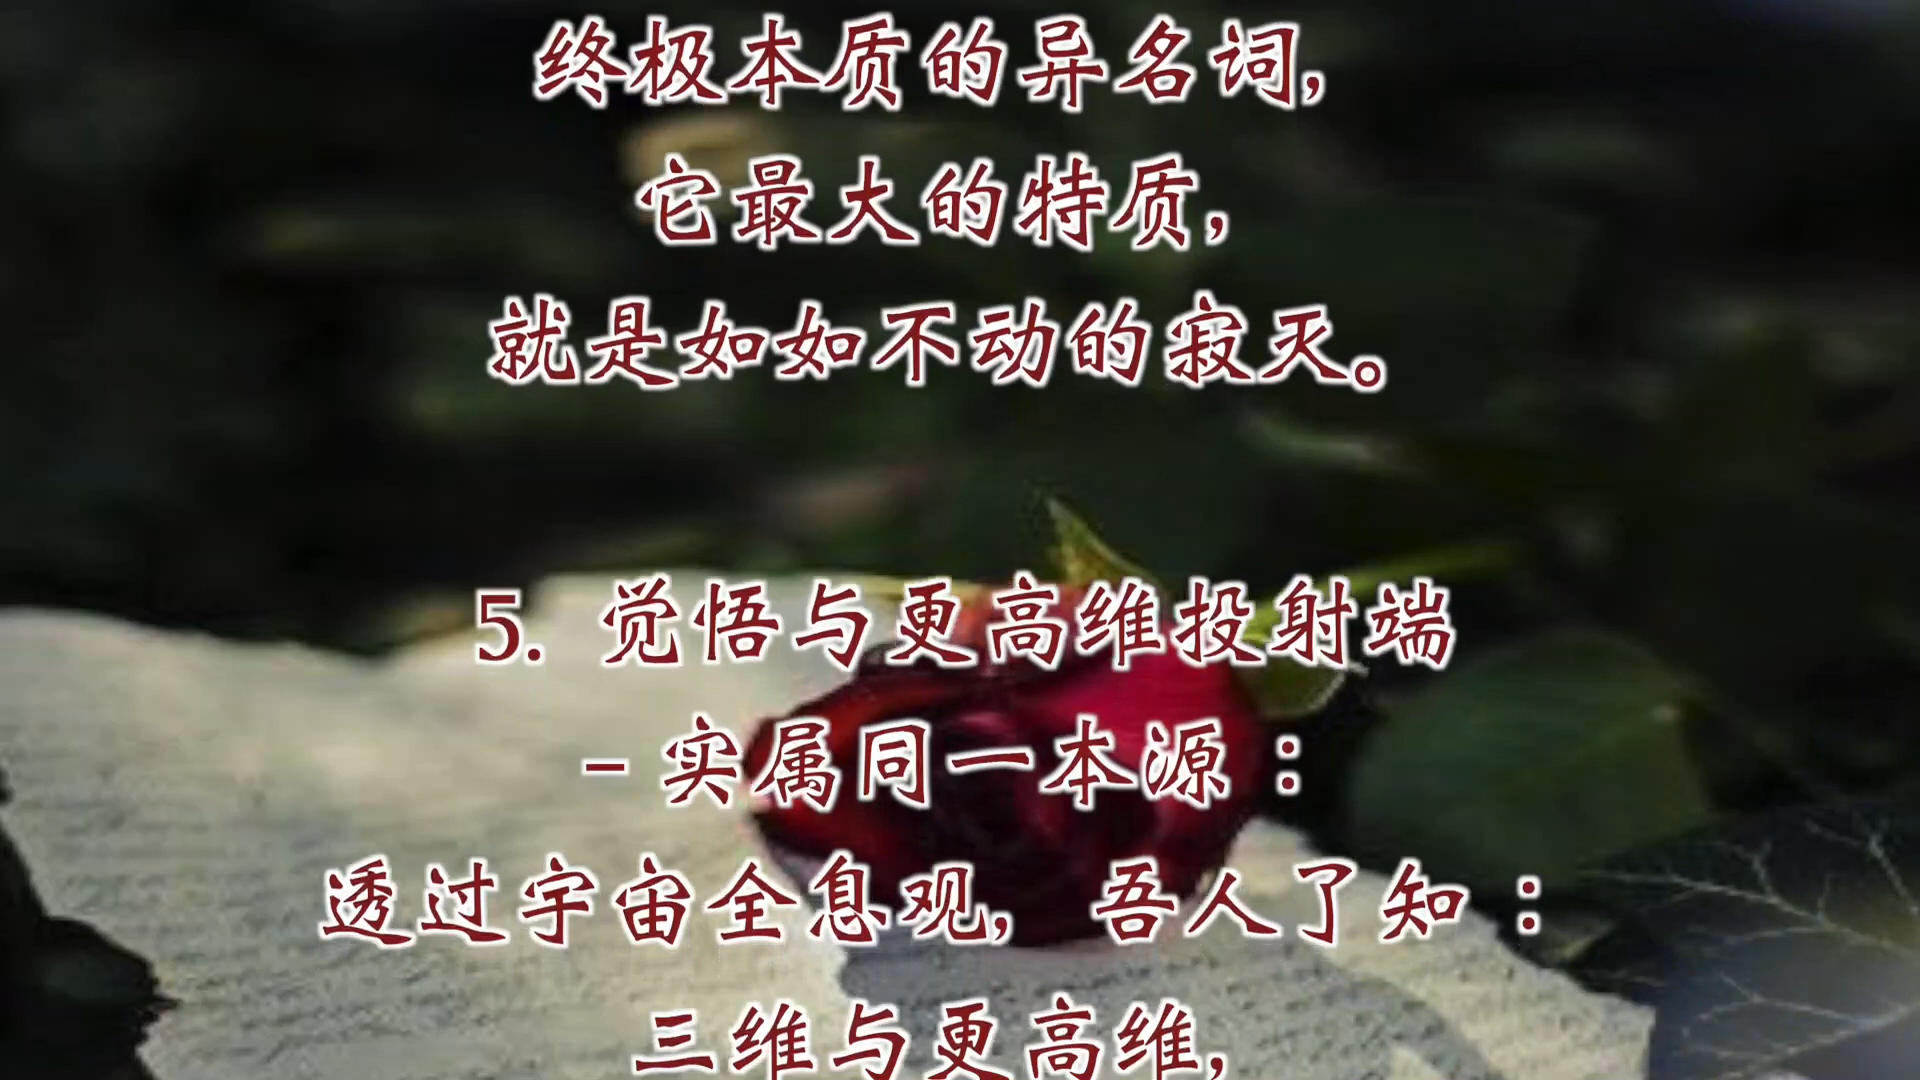 终极本质的异名词,
它最大的特质,
就是如如不动的寂灭。
5. 觉悟与更高维投射端
- 实属同一本源：
透过宇宙全息观, 吾人了知：
三维与更高维,